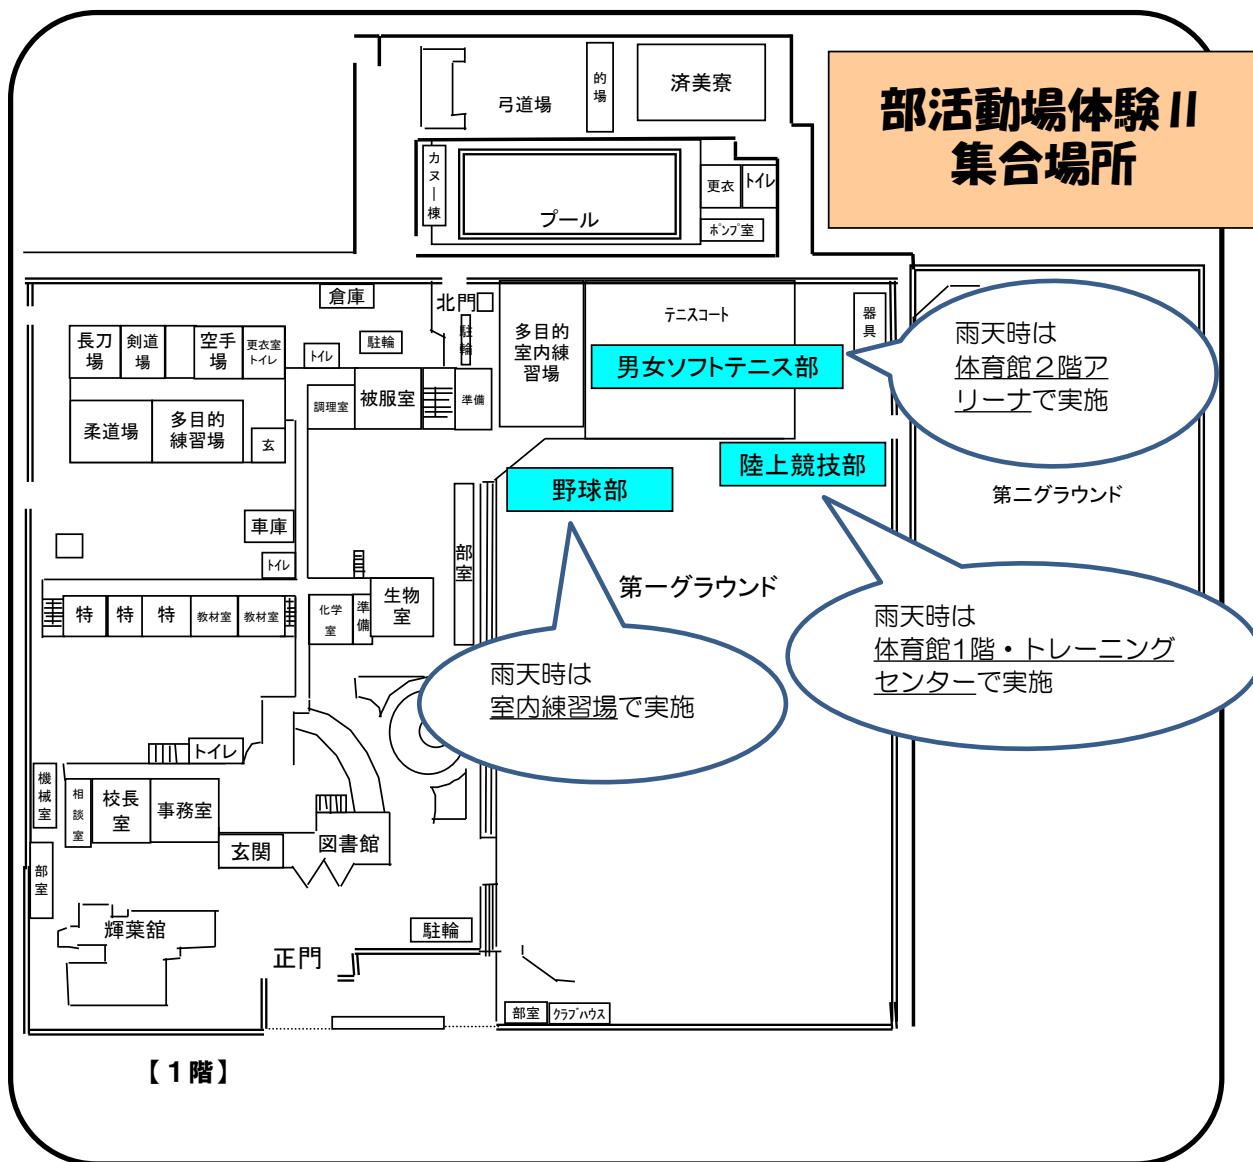 部活動場体験Ⅱ
集合場所
弓道場
的場
済美寮
カヌー棟
プール
更衣
トイレ
ポンプ室
倉庫
北門
駐輪
駐輪
トイレ
長刀
場
剣道
場
空手
場
更衣室
トイレ
調理室
被服室
準備
多目的
室内練
習場
テニスコート
器具
男女ソフトテニス部
雨天時は
体育館２階ア
リーナで実施
柔道場
多目的
練習場
玄
陸上競技部
野球部
第二グラウンド
車庫
トイレ
部室
第一グラウンド
特
特
特
教材室
教材室
化学
室
準備
生物
室
雨天時は
体育館1階・トレーニング
センターで実施
雨天時は
室内練習場で実施
トイレ
機械室
相談室
校長
室
事務室
玄関
図書館
部室
輝葉舘
駐輪
正門
部室
クラブハウス
【１階】